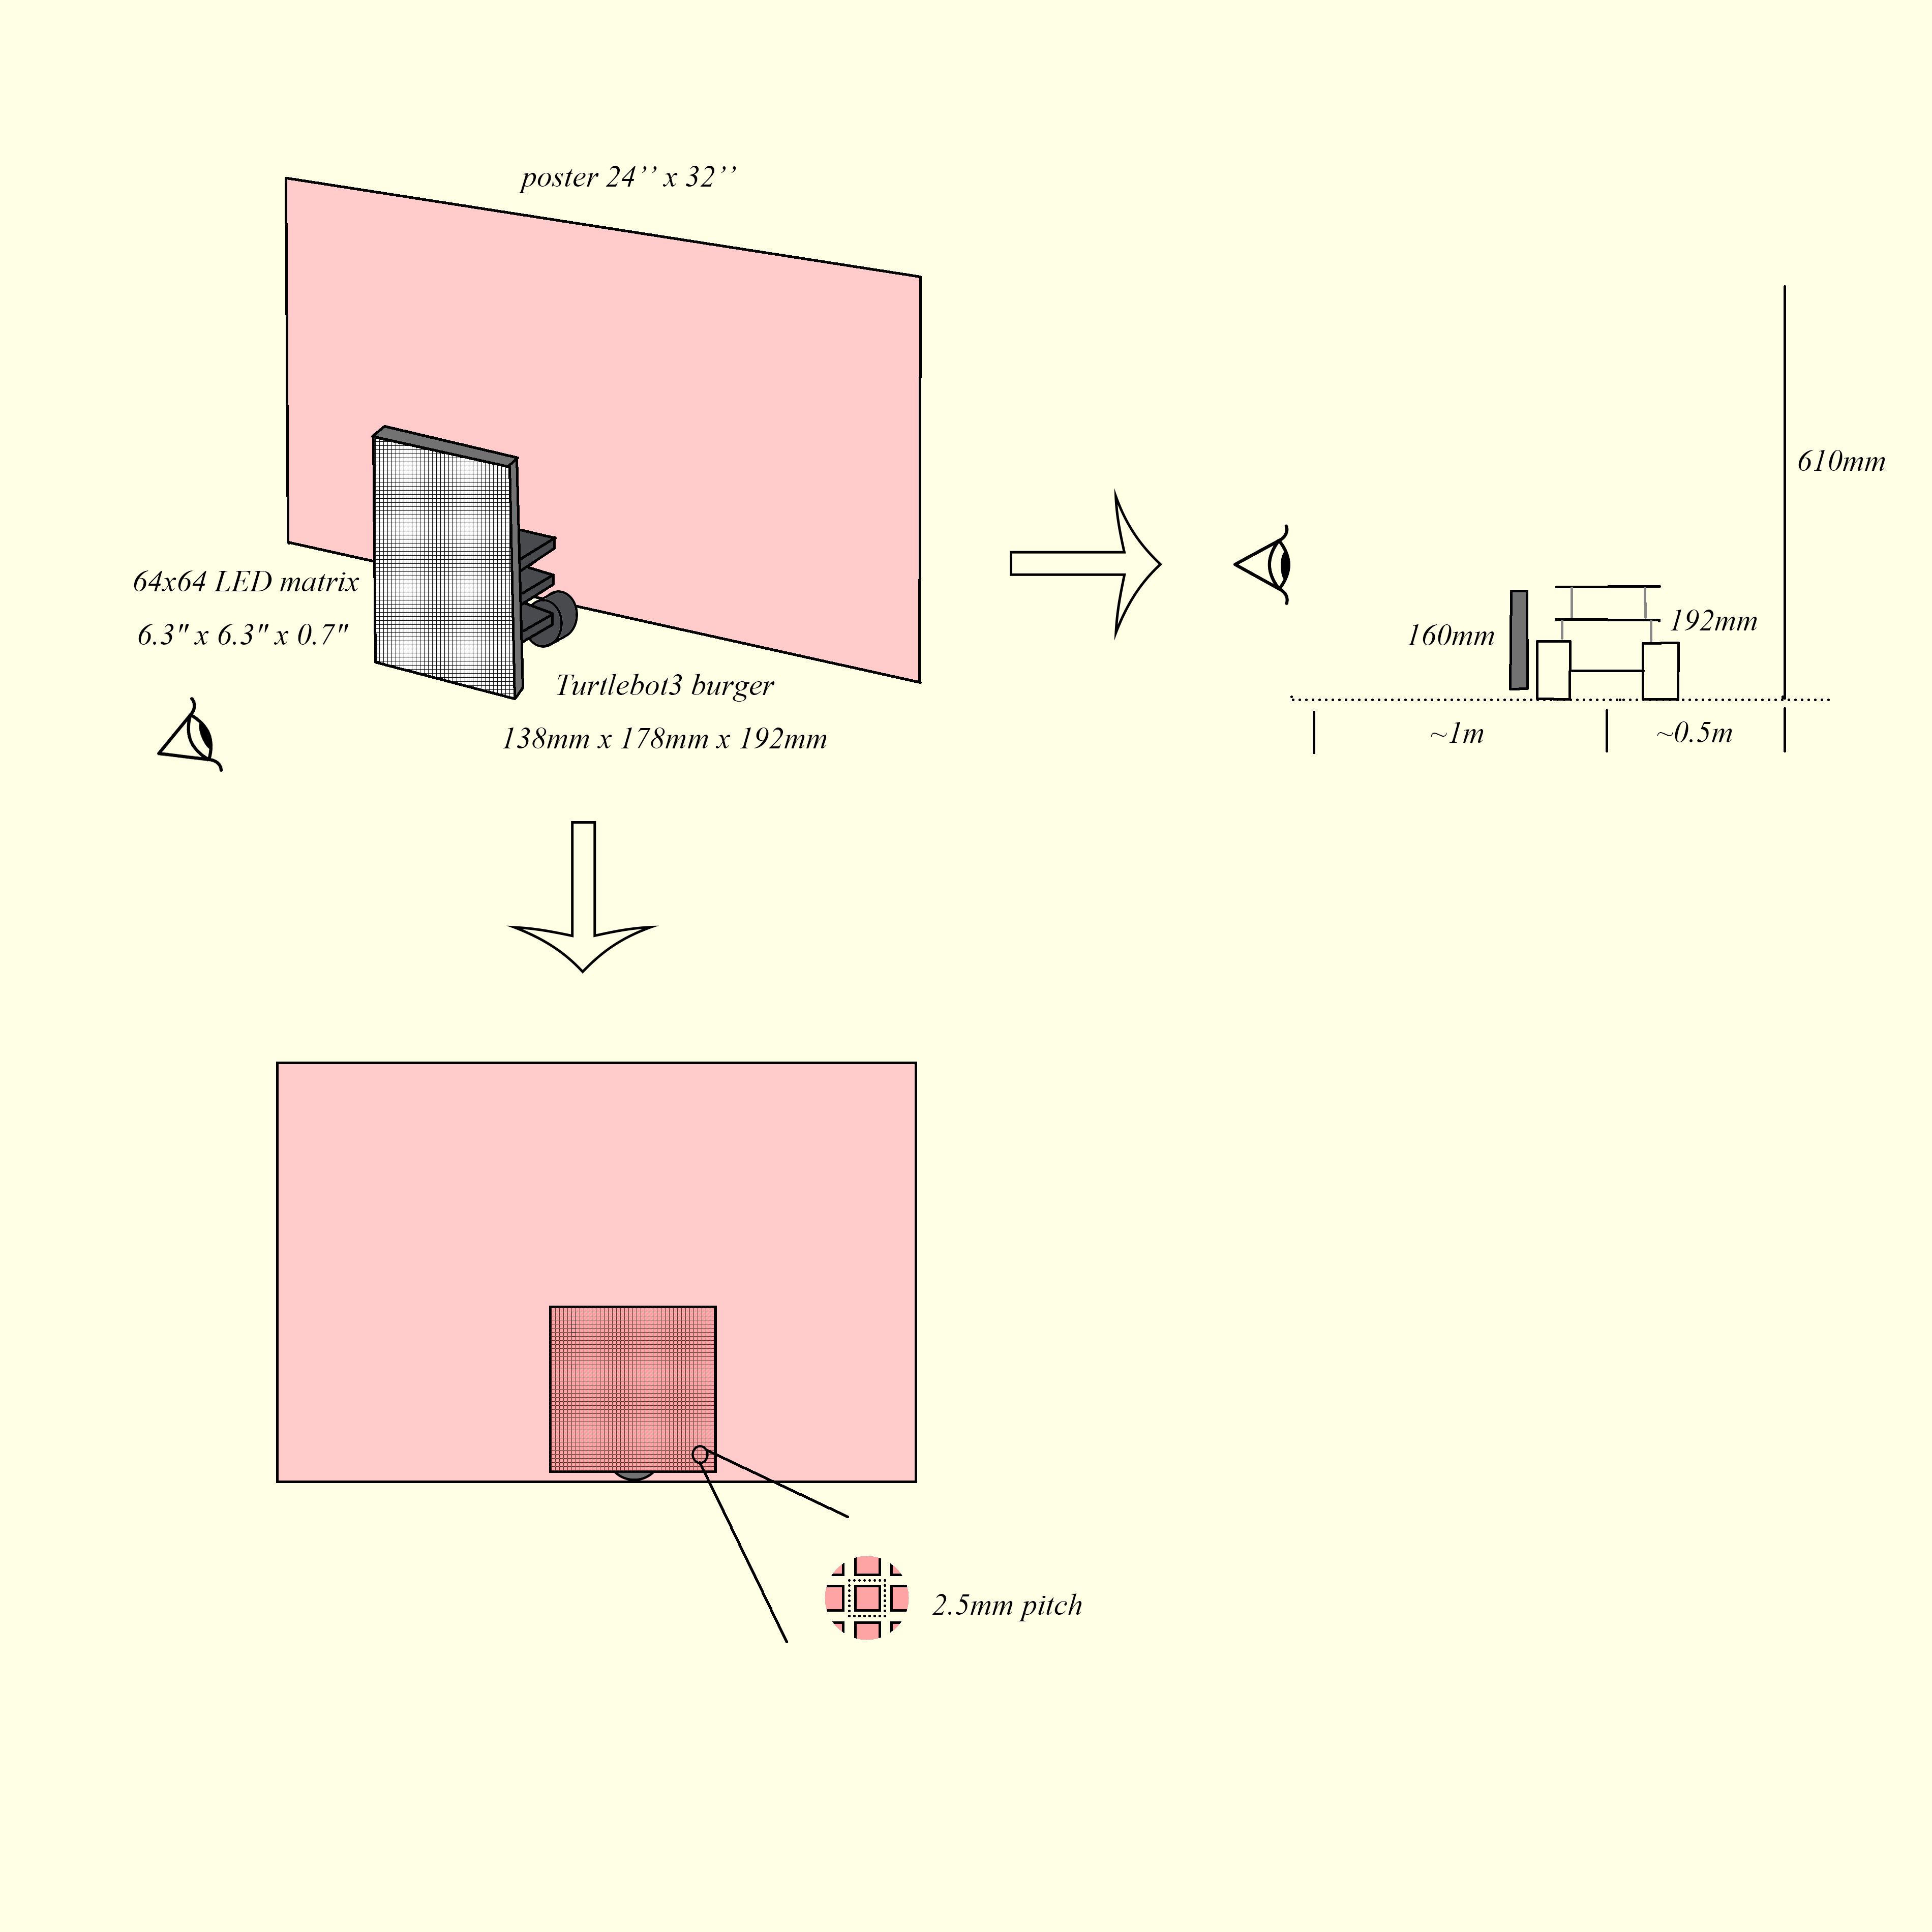 poster 24’’ x 32’’
64x64 LED matrix
6.3" x 6.3" x 0.7"
Turtlebot3 burger
138mm x 178mm x 192mm
610mm
160mm
192mm
~1m
~0.5m
2.5mm pitch